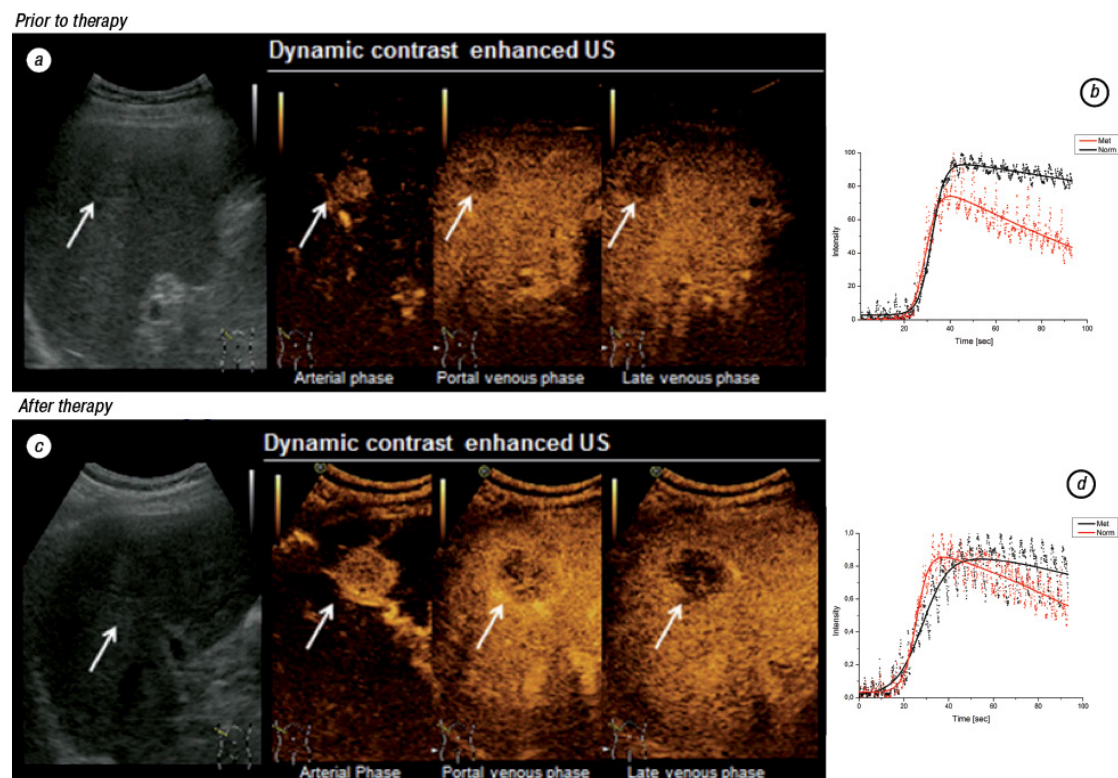 Prior to therapy
a
Dynamic contrast enhanced US
Arterial phase
Portal venous phase
Late venous phase
b
Met
Norm
100
80
60
40
20
0
Intensity
0 20 40 60 80 100
Time [sec]
After therapy
c
Dynamic contrast enhanced US
Arterial Phase
Portal venous phase
Late venous phase
d
Met
Norm
1,0
0,8
0,6
0,4
0,2
0,0
Intensity
0 20 40 60 80 100
Time [sec]